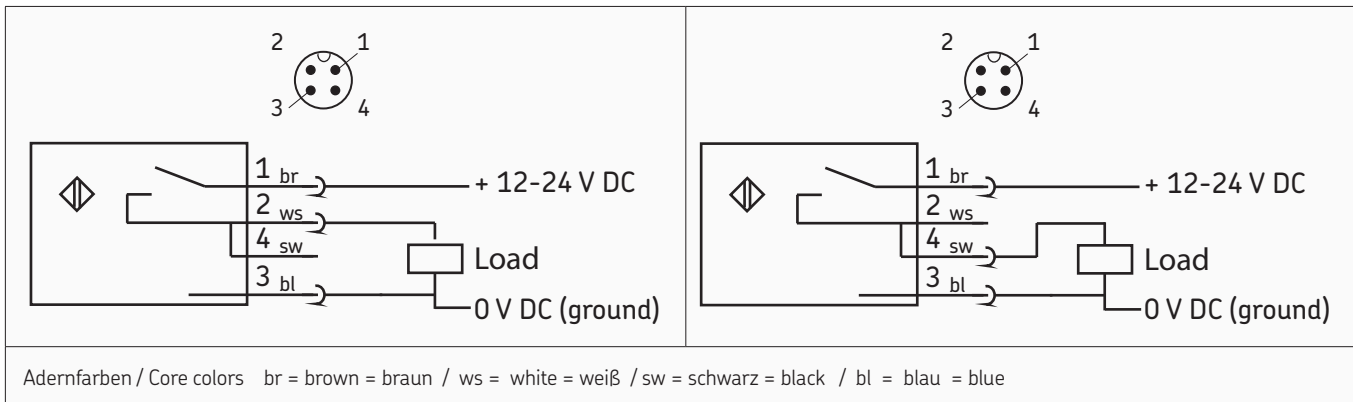 2 1
3 4
1 br + 12-24 V DC
2 ws
4 sw Load
3 bl
0 V DC (ground)
2 1
3 4
1 br + 12-24 V DC
2 ws
4 sw Load
3 bl
0 V DC (ground)
Adernfarben / Core colors br = brown = braun / ws = white = weiß / sw = schwarz = black / bl = blau = blue